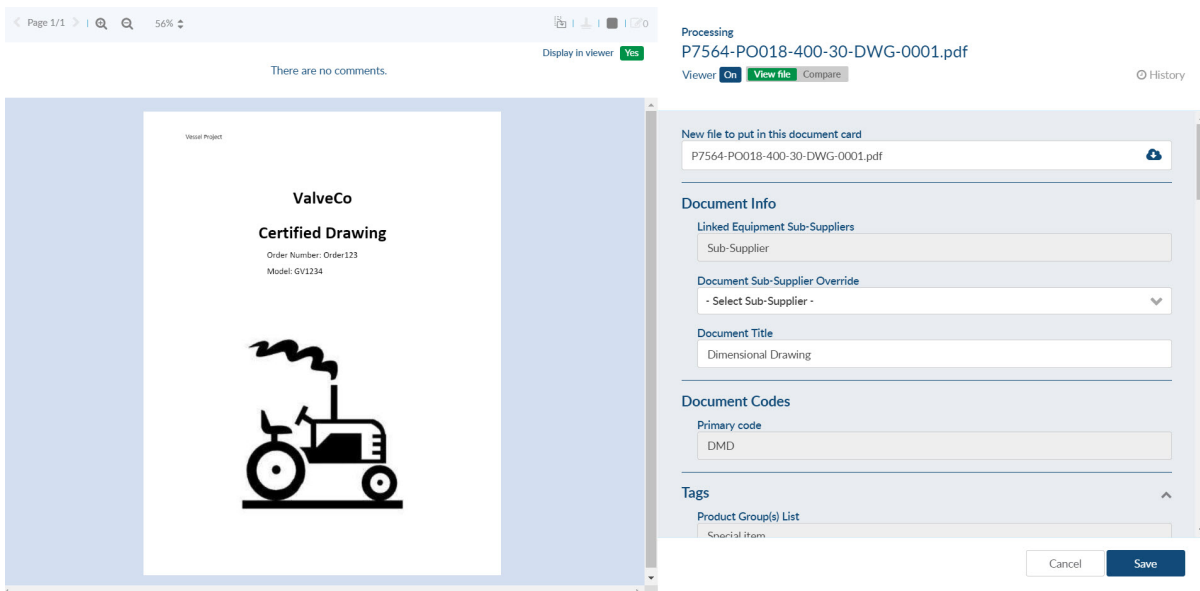 Page 1/1
56%
0
Display in viewer Yes
There are no comments.
Vessel Project
ValveCo
Certified Drawing
Order Number: Order123
Model: GV1234
Processing
P7564-PO018-400-30-DWG-0001.pdf
Viewer On View file Compare
History
New file to put in this document card
P7564-PO018-400-30-DWG-0001.pdf
Document Info
Linked Equipment Sub-Suppliers
Sub-Supplier
Document Sub-Supplier Override
- Select Sub-Supplier -
Document Title
Dimensional Drawing
Document Codes
Primary code
DMD
Tags
Product Group(s) List
Special item
Cancel Save